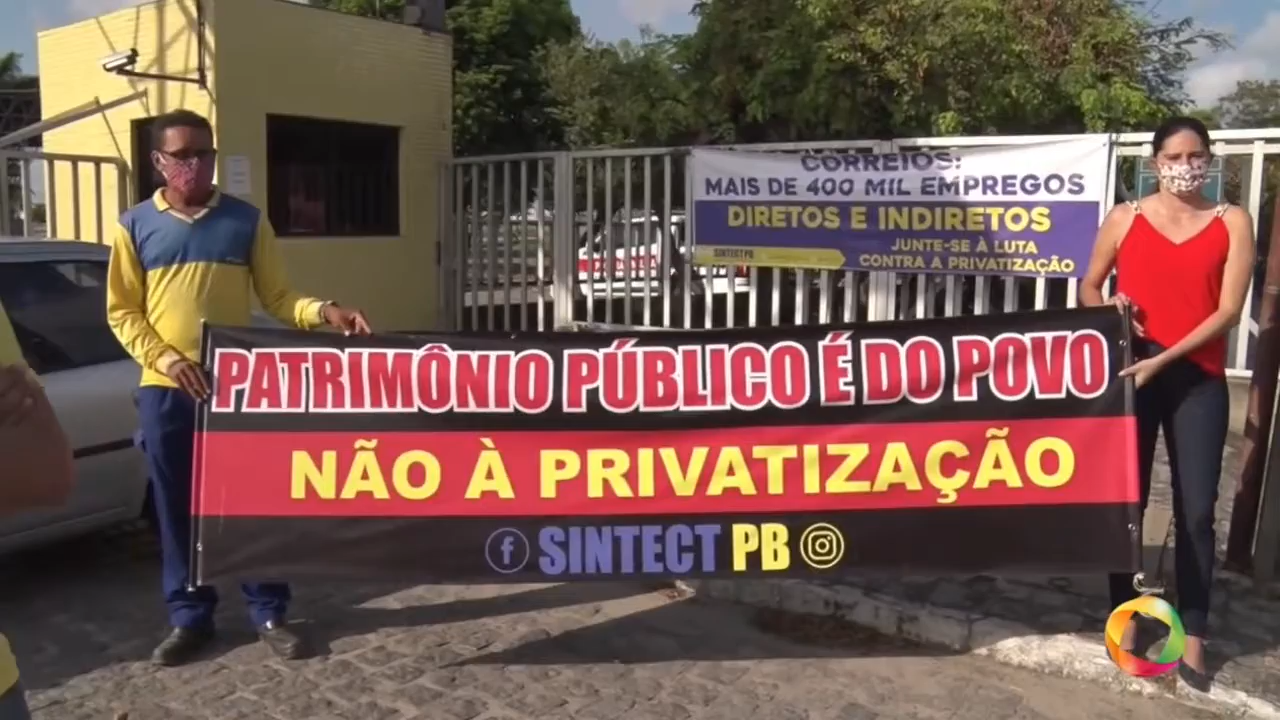 CORREIOS:
MAIS DE 400 MIL EMPREGOS
DIRETOS E INDIRETOS
JUNTE-SE À LUTA
SINTECT PB
CONTRA A PRIVATIZAÇÃO
PATRIMÔNIO PÚBLICO É DO POVO
NÃO À PRIVATIZAÇÃO
SINTECT PB